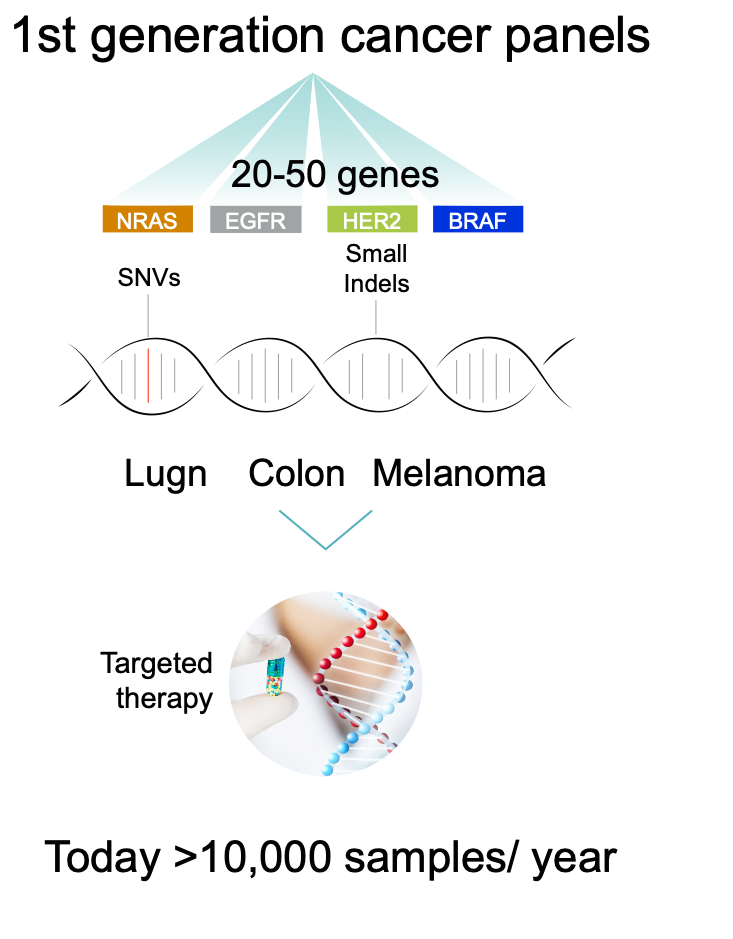 1st generation cancer panels
20-50 genes
NRAS EGFR HER2 BRAF
Small
Indels
SNVs
Lugn Colon Melanoma
Targeted
therapy
Today >10,000 samples/ year